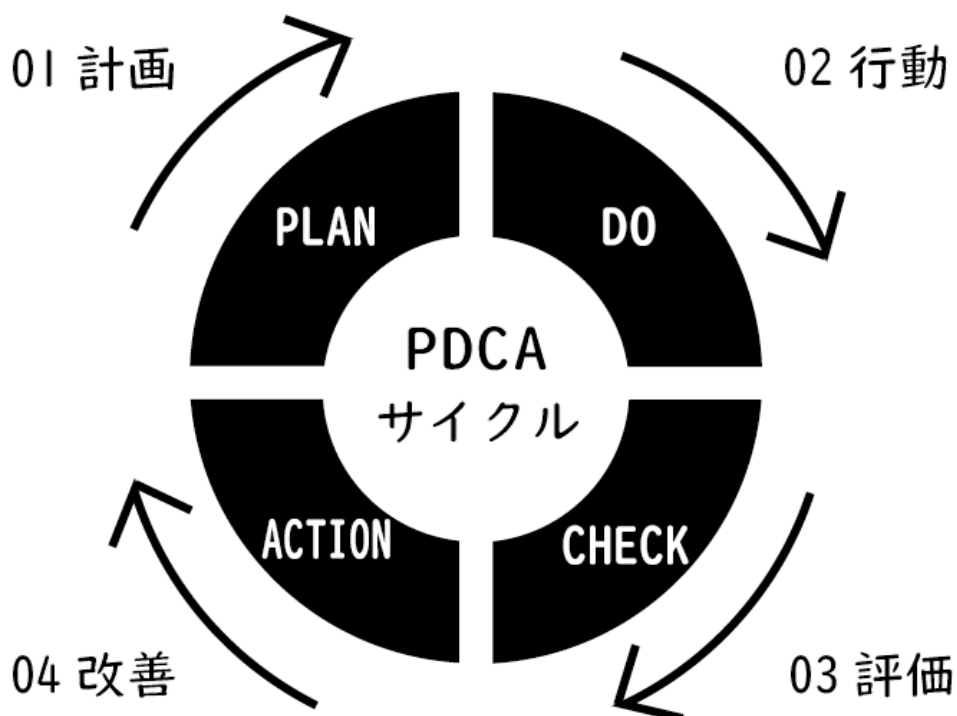 01 計画
02 行動
PLAN
DO
PDCA
サイクル
ACTION
CHECK
04 改善
03 評価